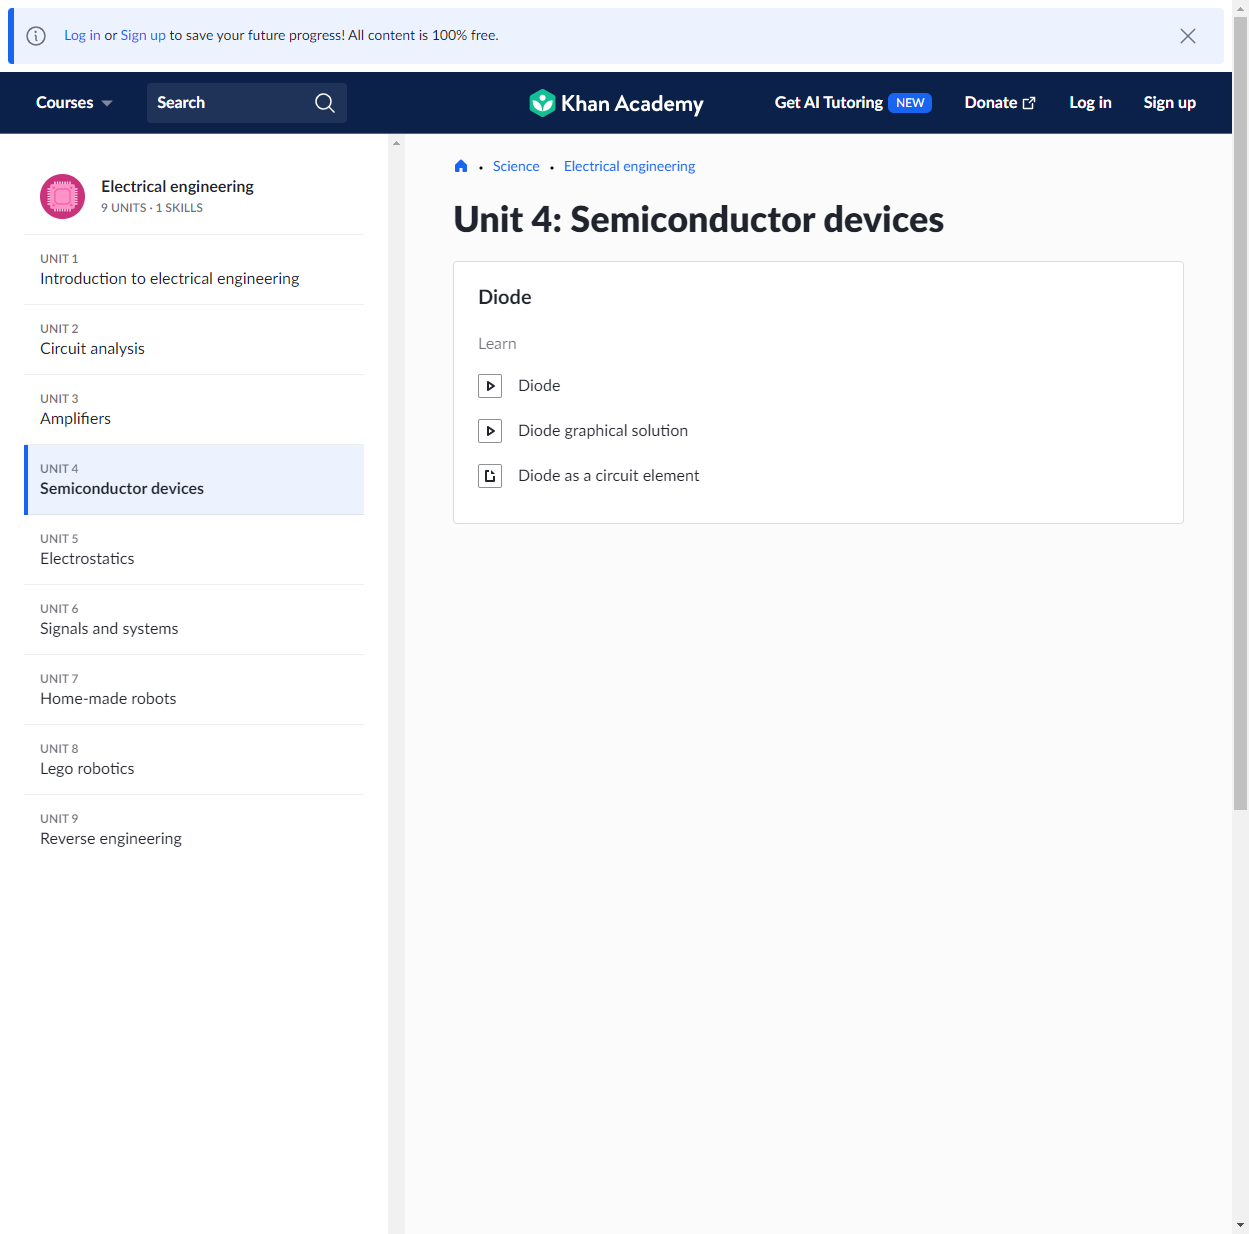 Log in or Sign up to save your future progress! All content is 100% free.
Courses
Search
Khan Academy
Get AI Tutoring NEW
Donate
Log in
Sign up
Electrical engineering
9 UNITS · 1 SKILLS
UNIT 1
Introduction to electrical engineering
UNIT 2
Circuit analysis
UNIT 3
Amplifiers
UNIT 4
Semiconductor devices
UNIT 5
Electrostatics
UNIT 6
Signals and systems
UNIT 7
Home-made robots
UNIT 8
Lego robotics
UNIT 9
Reverse engineering
• Science • Electrical engineering
Unit 4: Semiconductor devices
Diode
Learn
Diode
Diode graphical solution
Diode as a circuit element